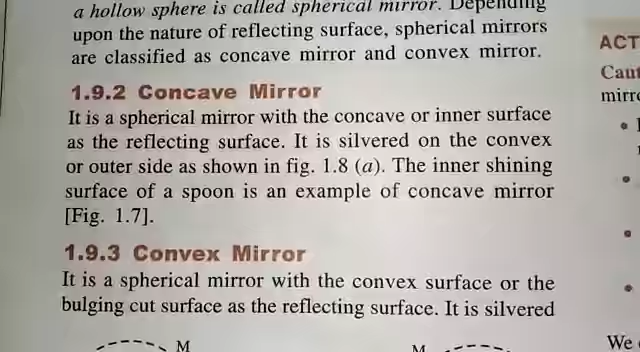 a hollow sphere is called spherical mirror. Depending
upon the nature of reflecting surface, spherical mirrors
are classified as concave mirror and convex mirror.
1.9.2 Concave Mirror
It is a spherical mirror with the concave or inner surface
as the reflecting surface. It is silvered on the convex
or outer side as shown in fig. 1.8 (a). The inner shining
surface of a spoon is an example of concave mirror
[Fig. 1.7].
1.9.3 Convex Mirror
It is a spherical mirror with the convex surface or the
bulging cut surface as the reflecting surface. It is silvered
M
M
ACT
Caut
mirro
We